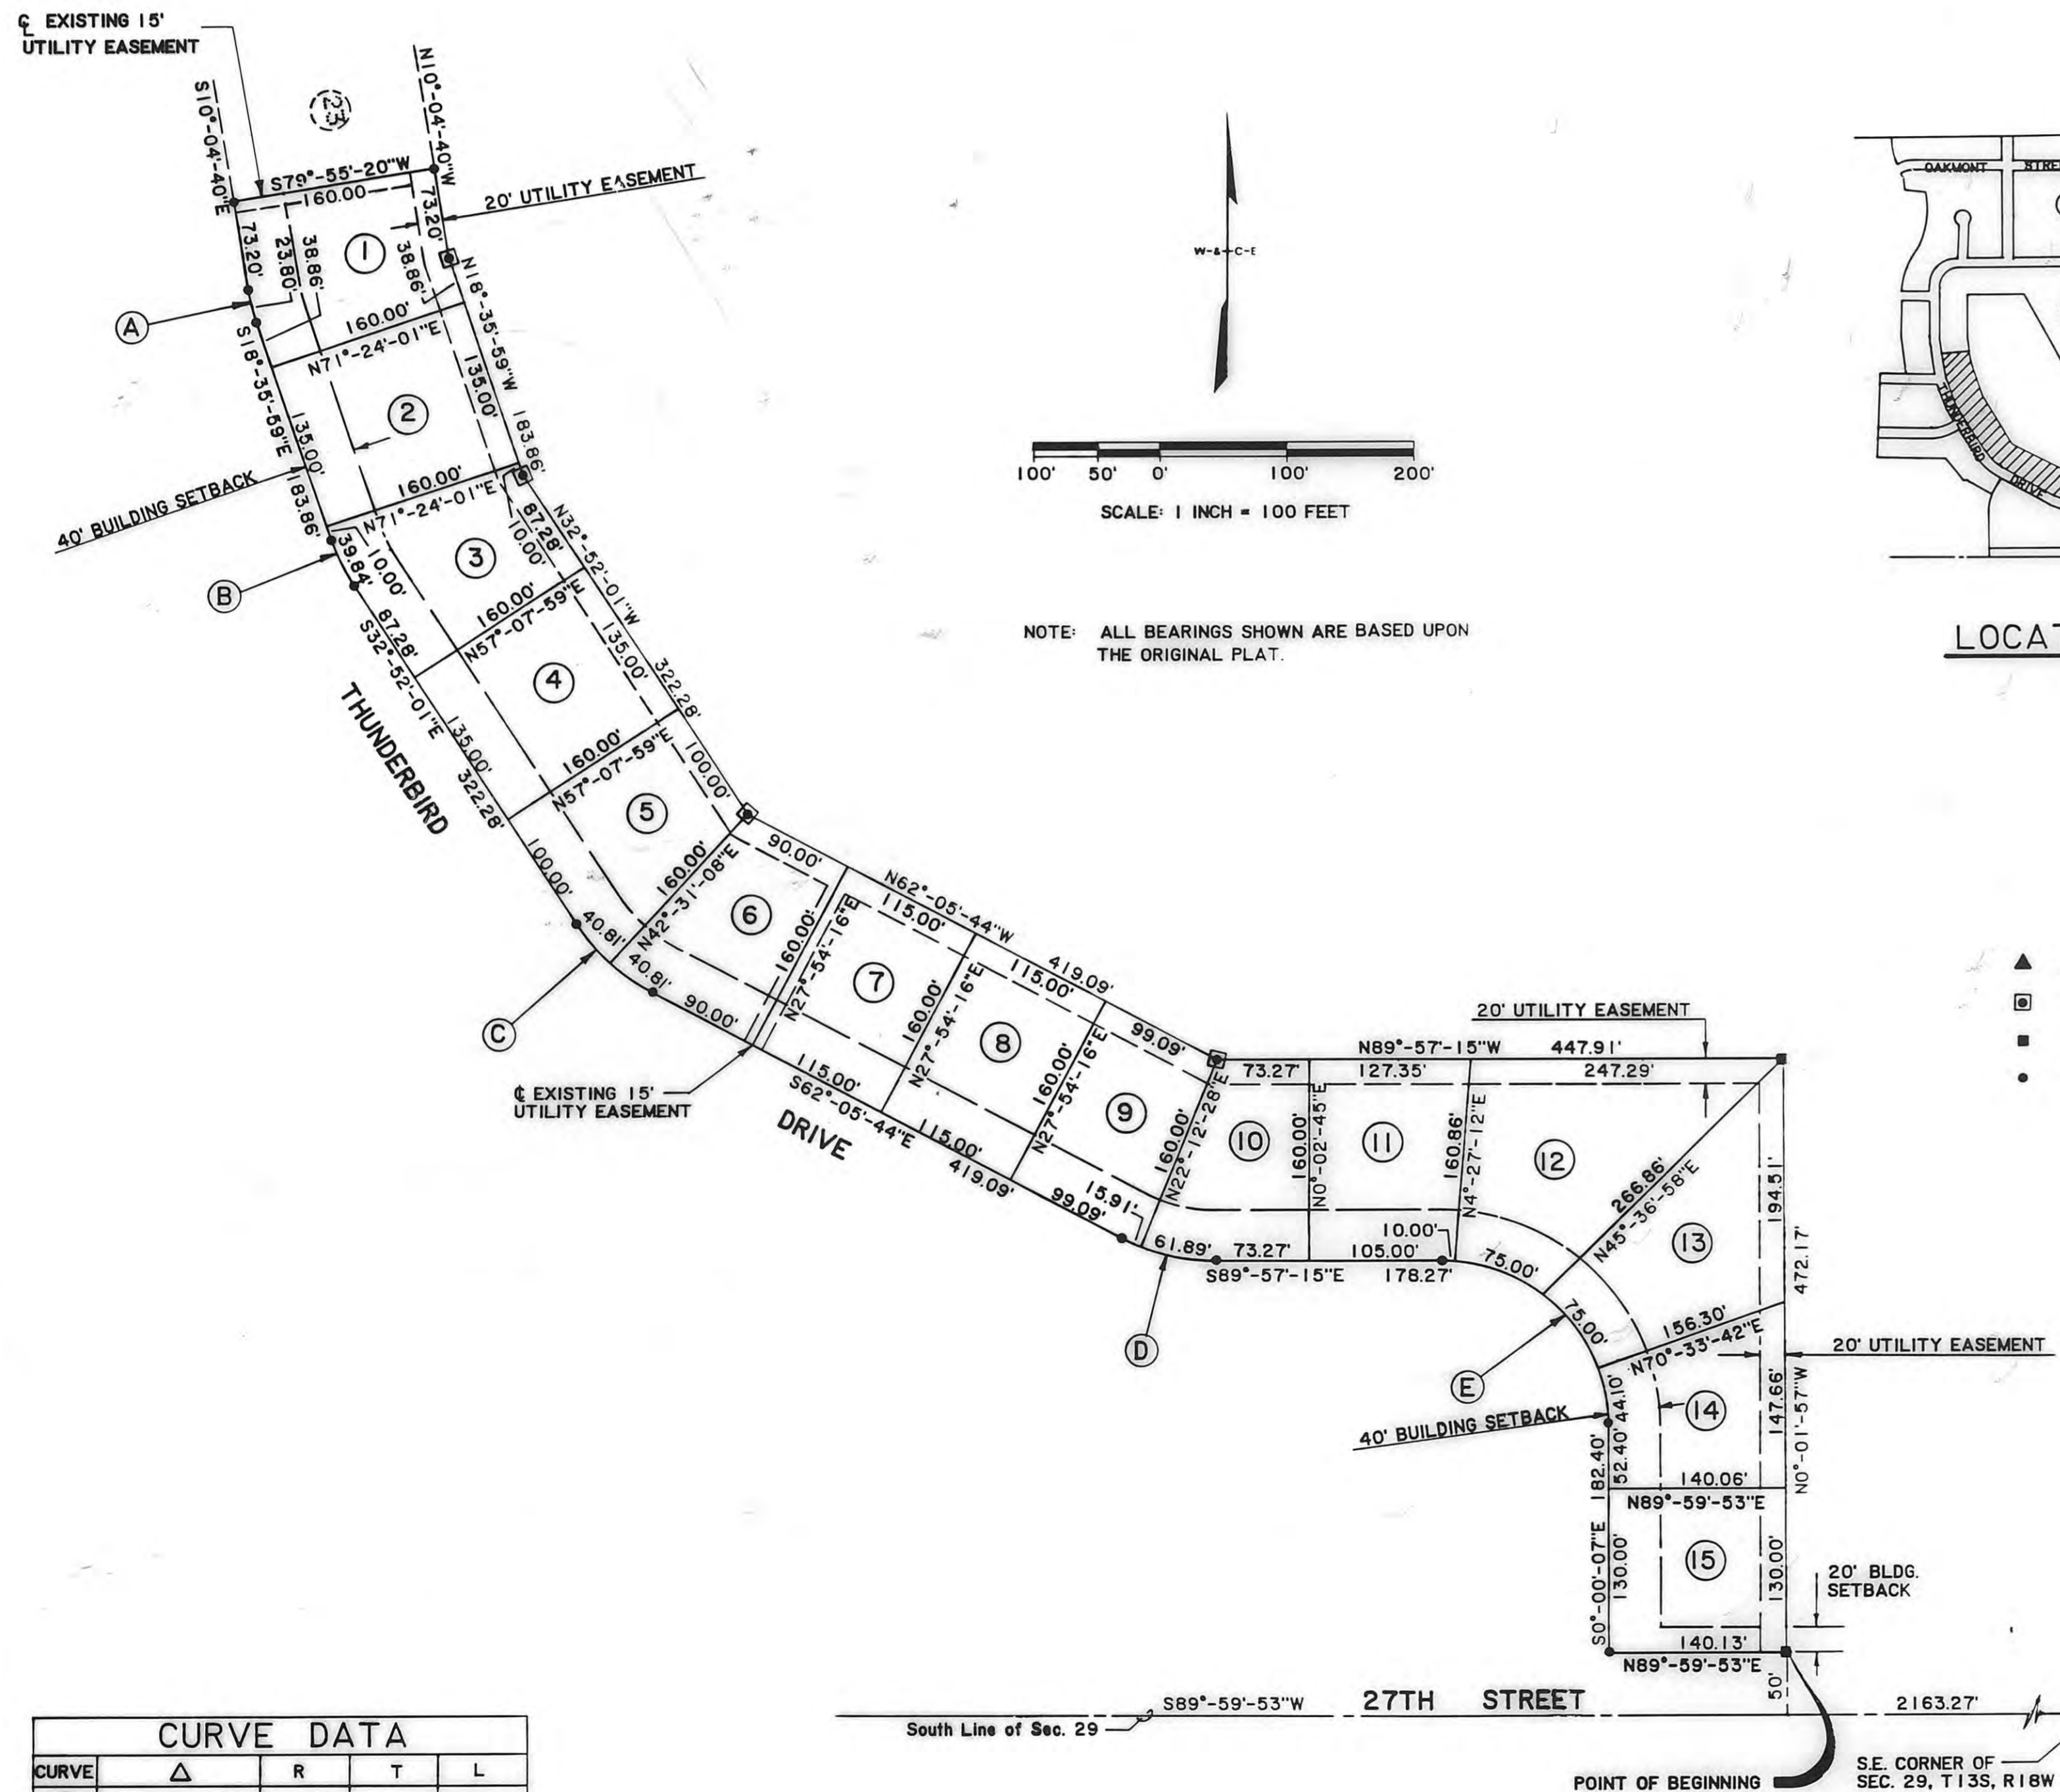 ℄ EXISTING 15'
UTILITY EASEMENT
S10°-04'-40"E
23
N10°-04'-40"W
S79°-55'-20"W
160.00
73.20'
20' UTILITY EASEMENT
73.20'
23.80'
38.86'
1
38.86'
A
160.00'
N71°-24'-01"E
N18°-35'-59"W
183.86'
S18°-35'-59"E
183.86'
135.00'
2
135.00'
40' BUILDING SETBACK
160.00'
N71°-24'-01"E
B
39.84'
10.00'
3
87.28'
10.00'
N32°-52'-01"W
322.28'
160.00'
N57°-07'-59"E
87.28'
S32°-52'-01"E
322.28'
135.00'
4
135.00'
THUNDERBIRD
160.00'
N57°-07'-59"E
100.00'
5
100.00'
160.00'
N42°-31'-08"E
40.81'
40.81'
C
90.00'
6
90.00'
160.00'
N27°-54'-16"E
N62°-05'-44"W
419.09'
115.00'
7
115.00'
160.00'
N27°-54'-16"E
115.00'
8
115.00'
160.00'
N27°-54'-16"E
99.09'
9
99.09'
S62°-05'-44"E
419.09'
℄ EXISTING 15'
UTILITY EASEMENT
DRIVE
15.91'
160.00'
N22°-12'-28"E
61.89'
D
20' UTILITY EASEMENT
N89°-57'-15"W 447.91'
73.27' 127.35' 247.29'
10
160.00'
N0°-02'-45"E
11
160.86'
N4°-27'-12"E
12
266.86'
N45°-36'-58"E
13
194.51'
472.17'
10.00'
73.27' 105.00'
S89°-57'-15"E 178.27'
75.00'
75.00'
E
156.30'
N70°-33'-42"E
20' UTILITY EASEMENT
40' BUILDING SETBACK
44.10'
14
147.66'
N0°-01'-57"W
182.40'
52.40'
140.06'
N89°-59'-53"E
S0°-00'-07"E
130.00'
15
130.00'
20' BLDG.
SETBACK
140.13'
N89°-59'-53"E
50'
S89°-59'-53"W 27TH STREET 2163.27'
South Line of Sec. 29
POINT OF BEGINNING
S.E. CORNER OF
SEC. 29, T13S, R18W
W-&-C-E
100' 50' 0' 100' 200'
SCALE: 1 INCH = 100 FEET
NOTE: ALL BEARINGS SHOWN ARE BASED UPON
THE ORIGINAL PLAT.
OAKMONT STREE
THUNDERBIRD
DRIVE
LOCAT
CURVE DATA
CURVE △ R T L